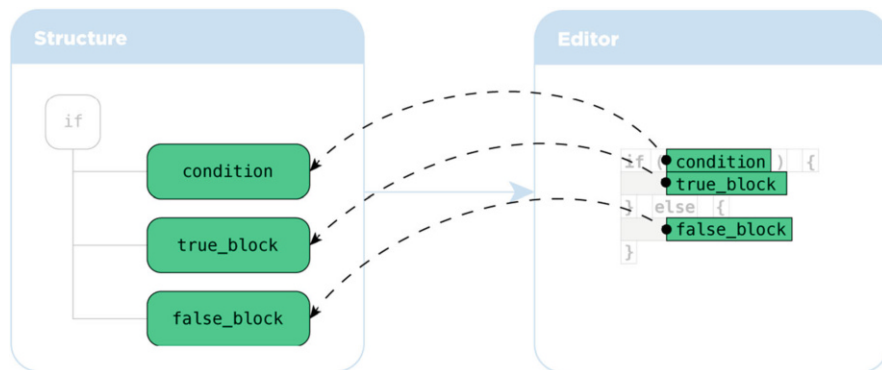 Structure
if
condition
true_block
false_block
Editor
if ( condition ) {
true_block
} else {
false_block
}